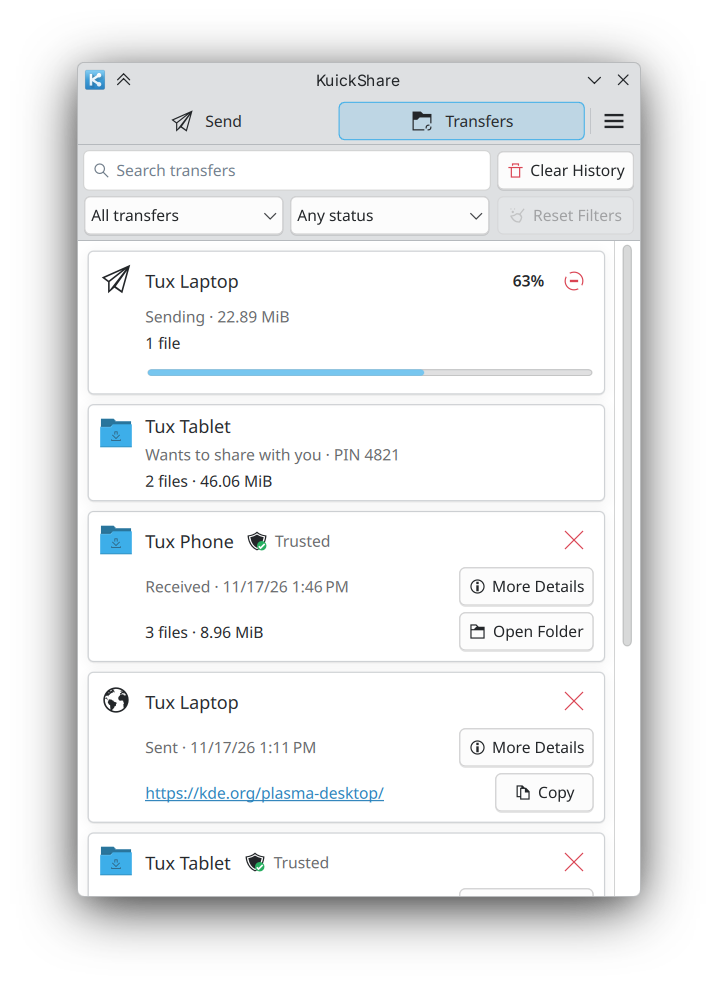 KuickShare
Send
Transfers
Search transfers
Clear History
All transfers
Any status
Reset Filters
Tux Laptop
63%
Sending · 22.89 MiB
1 file
Tux Tablet
Wants to share with you · PIN 4821
2 files · 46.06 MiB
Tux Phone
Trusted
Received · 11/17/26 1:46 PM
More Details
3 files · 8.96 MiB
Open Folder
Tux Laptop
Sent · 11/17/26 1:11 PM
More Details
https://kde.org/plasma-desktop/
Copy
Tux Tablet
Trusted